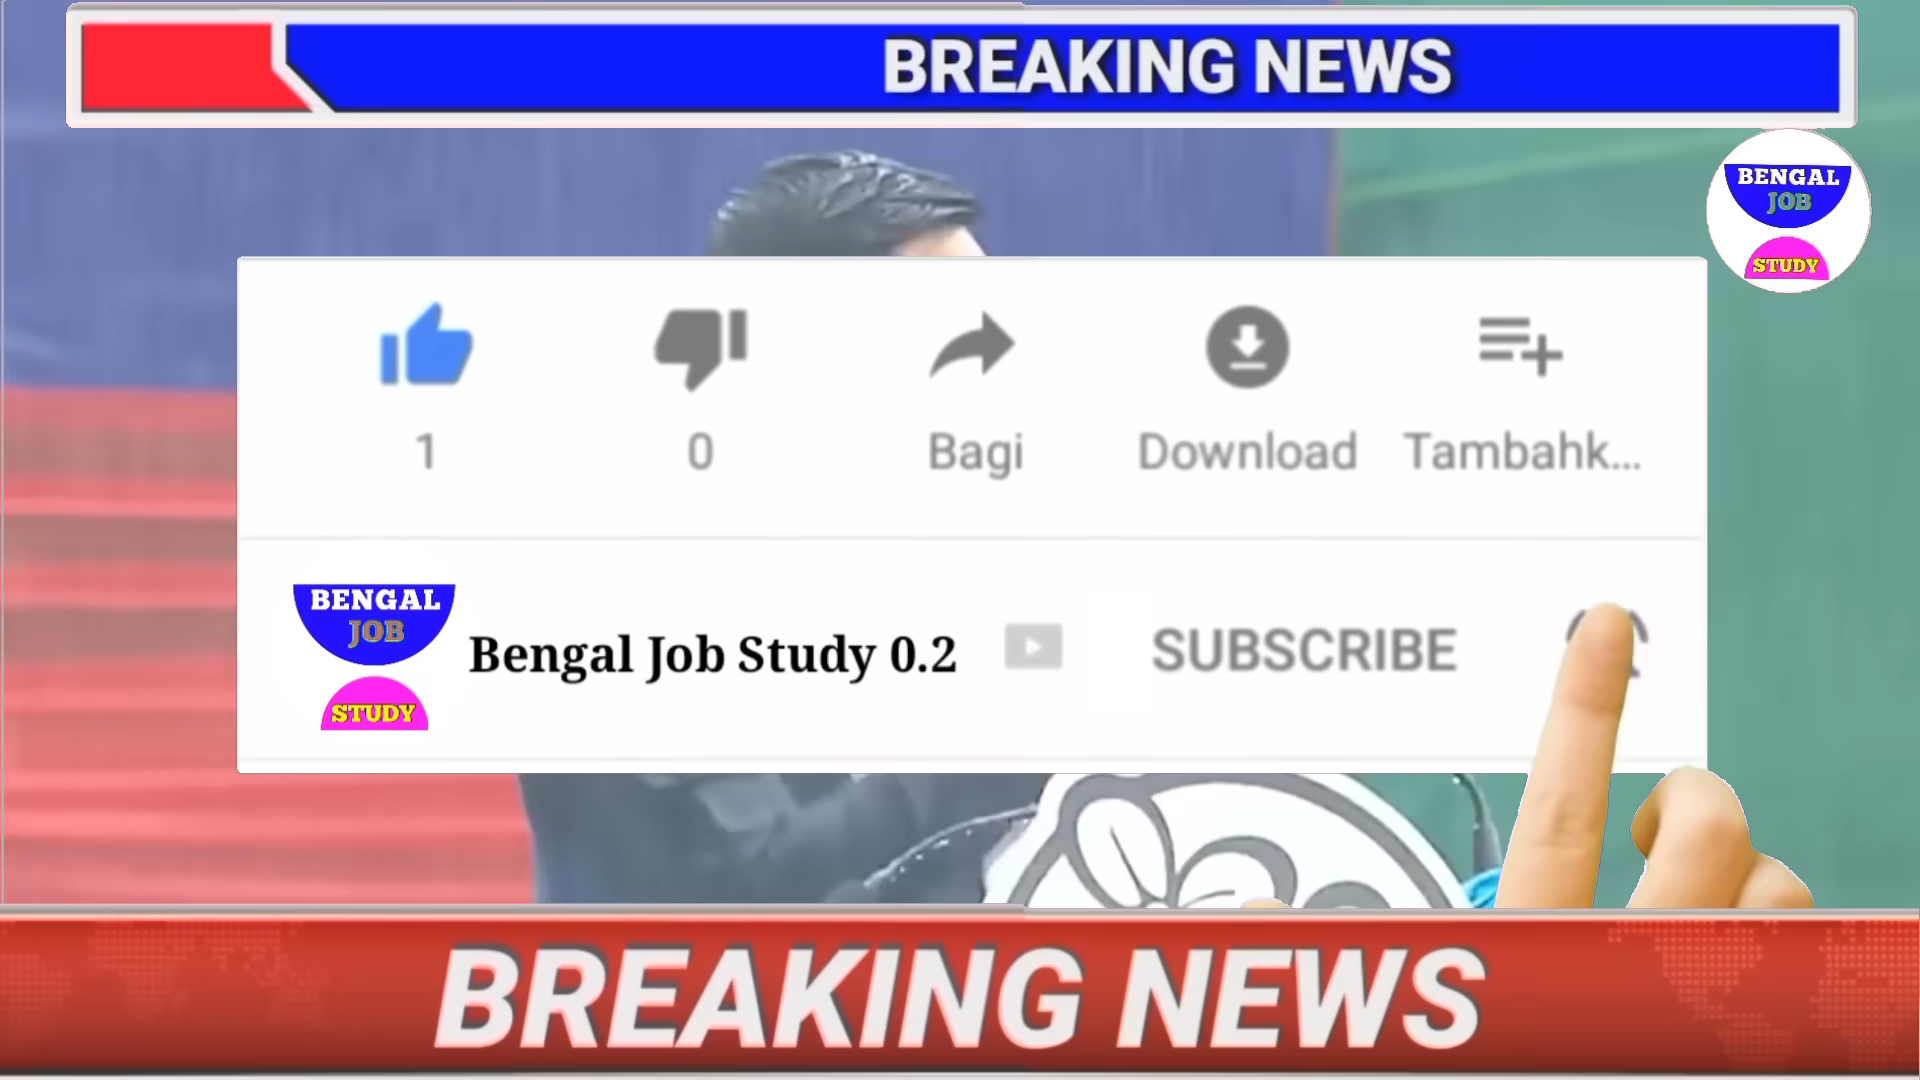 BREAKING NEWS
BENGAL
JOB
STUDY
1
0
Bagi
Download
Tambahk...
BENGAL
JOB
STUDY
Bengal Job Study 0.2
SUBSCRIBE
BREAKING NEWS